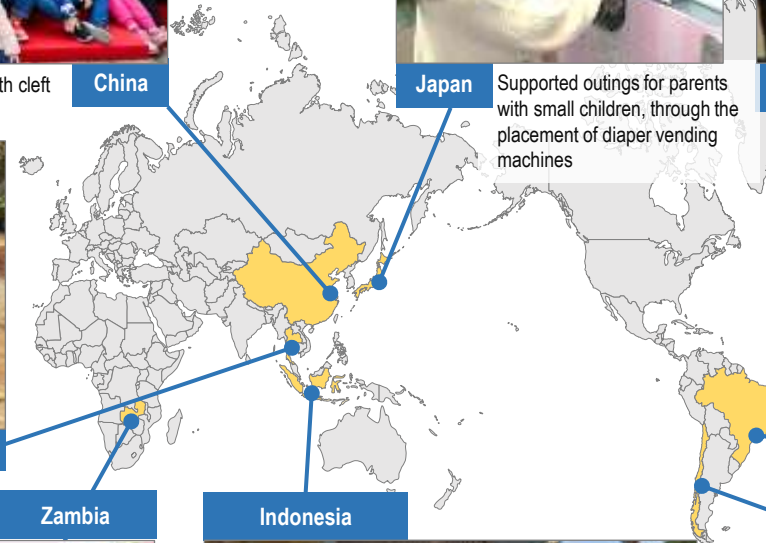 th cleft
China
Japan
Supported outings for parents
with small children, through the
placement of diaper vending
machines
Zambia
Indonesia